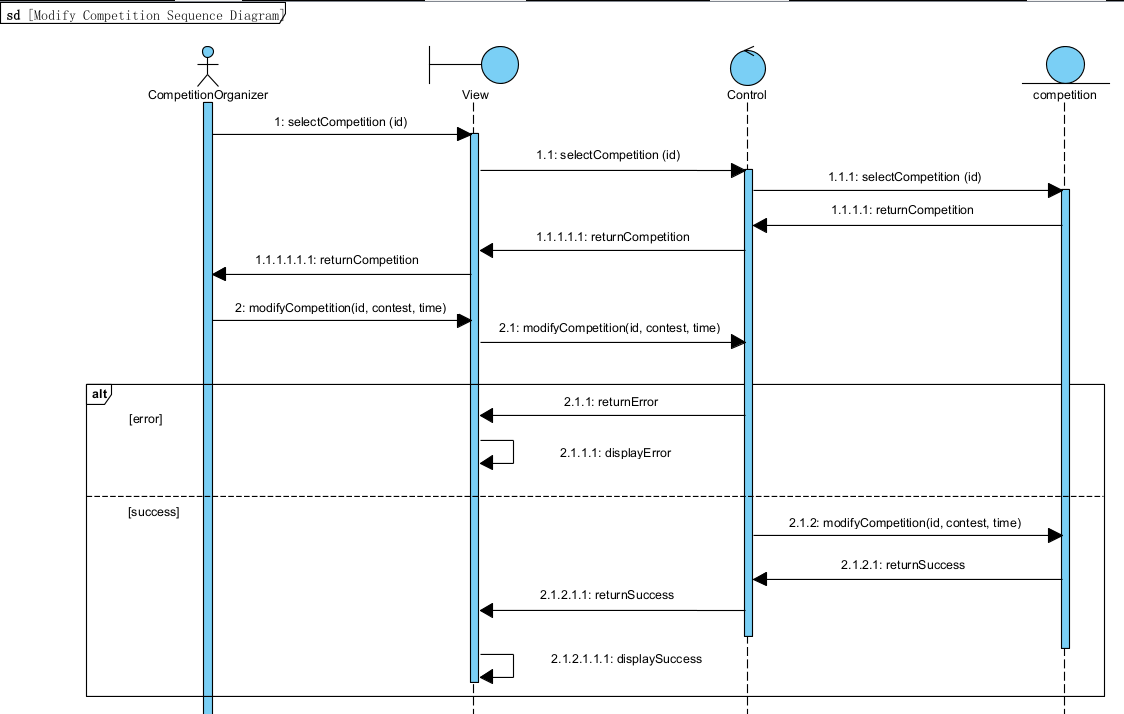 sd [Modify Competition Sequence Diagram]
CompetitionOrganizer
View
Control
competition
1: selectCompetition (id)
1.1: selectCompetition (id)
1.1.1: selectCompetition (id)
1.1.1.1: returnCompetition
1.1.1.1.1: returnCompetition
1.1.1.1.1.1: returnCompetition
2: modifyCompetition(id, contest, time)
2.1: modifyCompetition(id, contest, time)
alt
[error]
2.1.1: returnError
2.1.1.1: displayError
[success]
2.1.2: modifyCompetition(id, contest, time)
2.1.2.1: returnSuccess
2.1.2.1.1: returnSuccess
2.1.2.1.1.1: displaySuccess